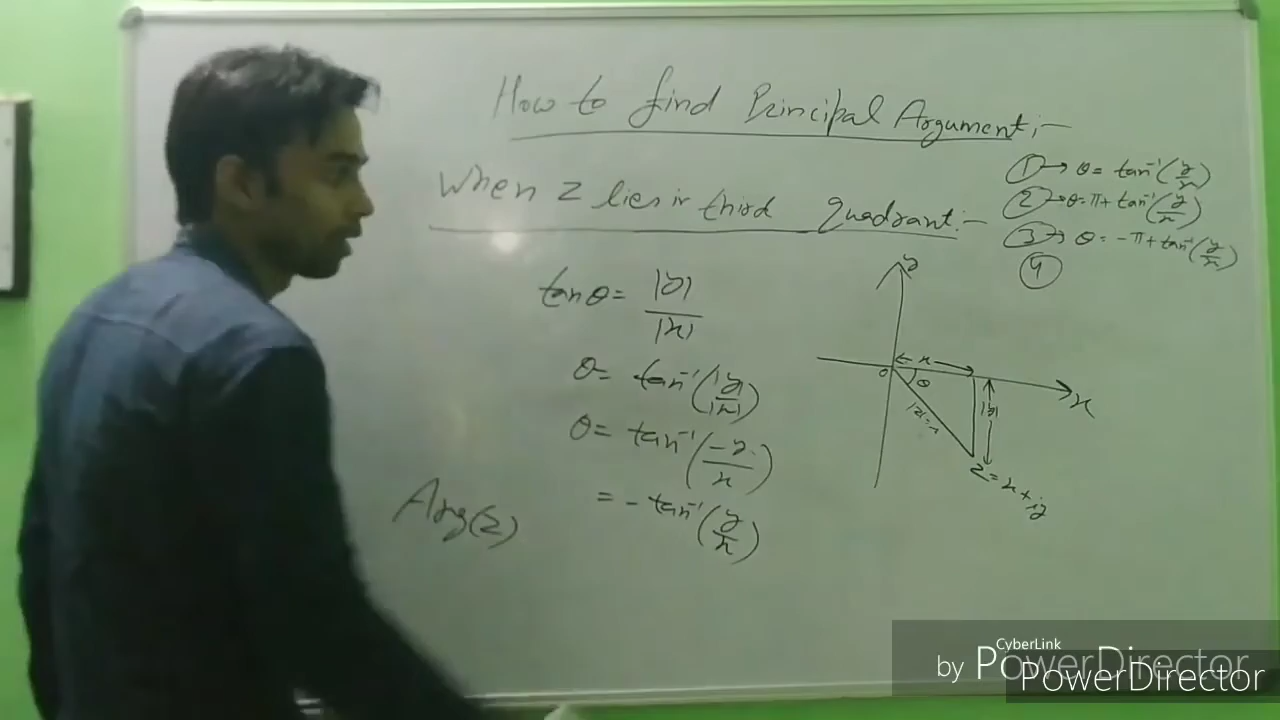 How to find Principal Argument:-
When z lies in third quadrant:-
① → θ = tan⁻¹(y/x)
② → θ = π + tan⁻¹(y/x)
③ → θ = -π + tan⁻¹(y/x)
④
tanθ = |y|/|x|
θ = tan⁻¹(|y|/|x|)
θ = tan⁻¹(-y/x)
= - tan⁻¹(y/x)
Arg(z)
y
x
o
θ
|z|=r
|y|
x
z = x + iy
CyberLink
by PowerDirector
PowerDirector